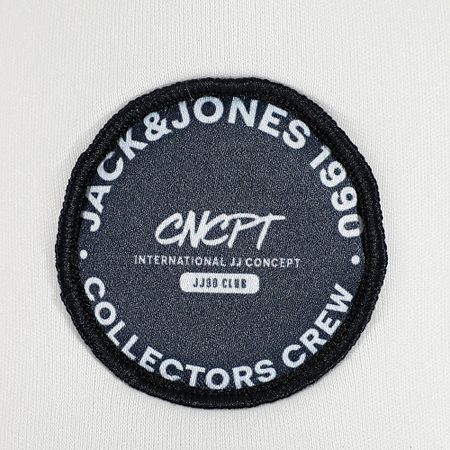 JACK&JONES 1990
CNCPT
INTERNATIONAL JJ CONCEPT
JJ90 CLUB
• COLLECTORS CREW •